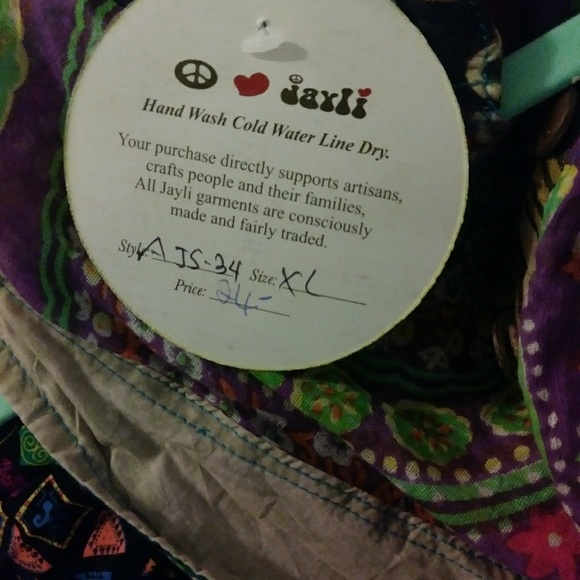 jayli
Hand Wash Cold Water Line Dry.
Your purchase directly supports artisans,
crafts people and their families,
All Jayli garments are consciously
made and fairly traded.
Style: AJS-34 Size: XL
Price: 24-